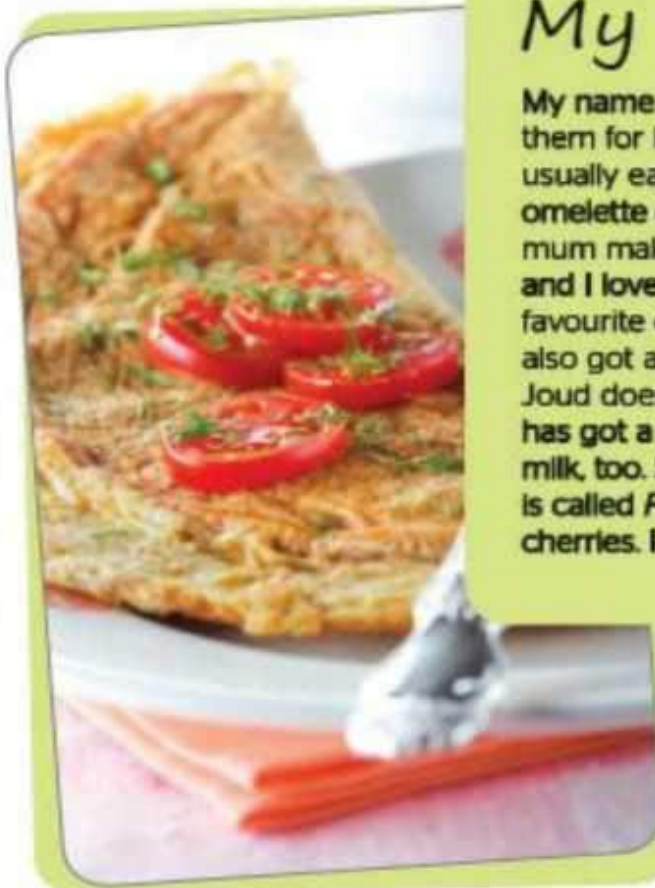 My
My name
them for
usually ea
omelette
mum mal
and I love
favourite
also got a
Joud doe
has got a
milk, too.
is called
cherries.